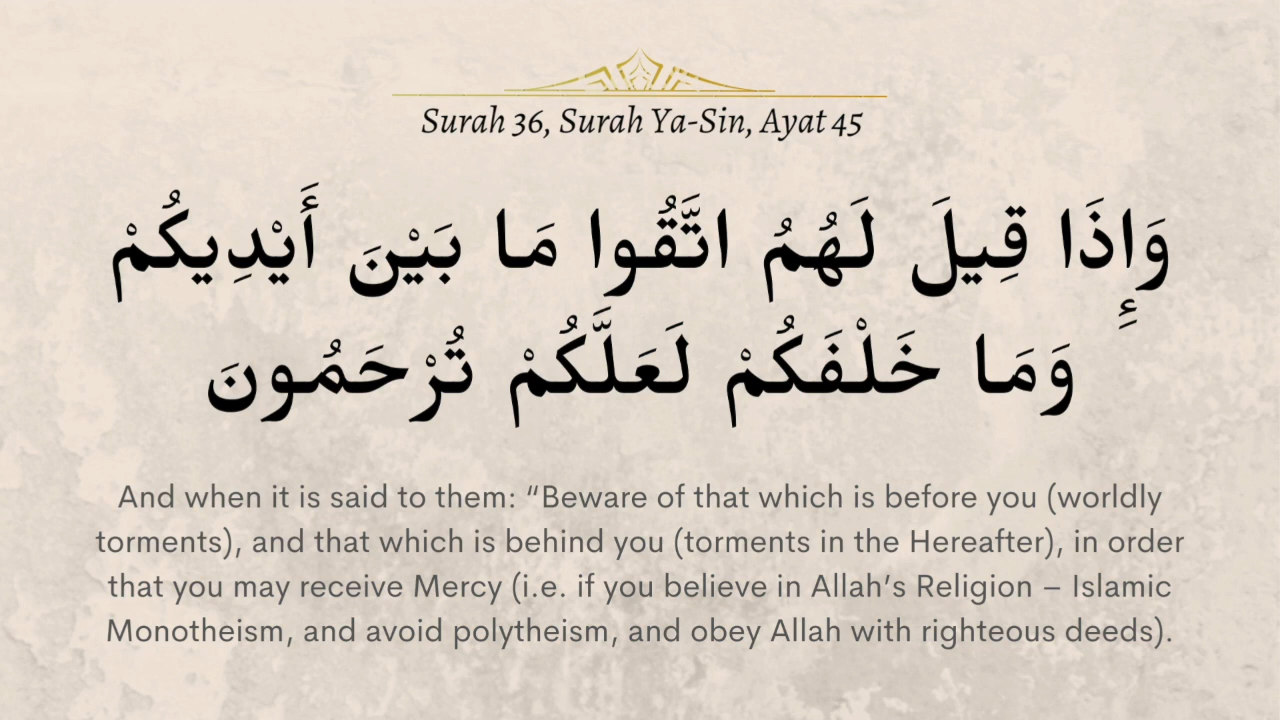 Surah 36, Surah Ya-Sin, Ayat 45
وَإِذَا قِيلَ لَهُمُ اتَّقُوا مَا بَيْنَ أَيْدِيكُمْ
وَمَا خَلْفَكُمْ لَعَلَّكُمْ تُرْحَمُونَ
And when it is said to them: “Beware of that which is before you (worldly
torments), and that which is behind you (torments in the Hereafter), in order
that you may receive Mercy (i.e. if you believe in Allah’s Religion – Islamic
Monotheism, and avoid polytheism, and obey Allah with righteous deeds).